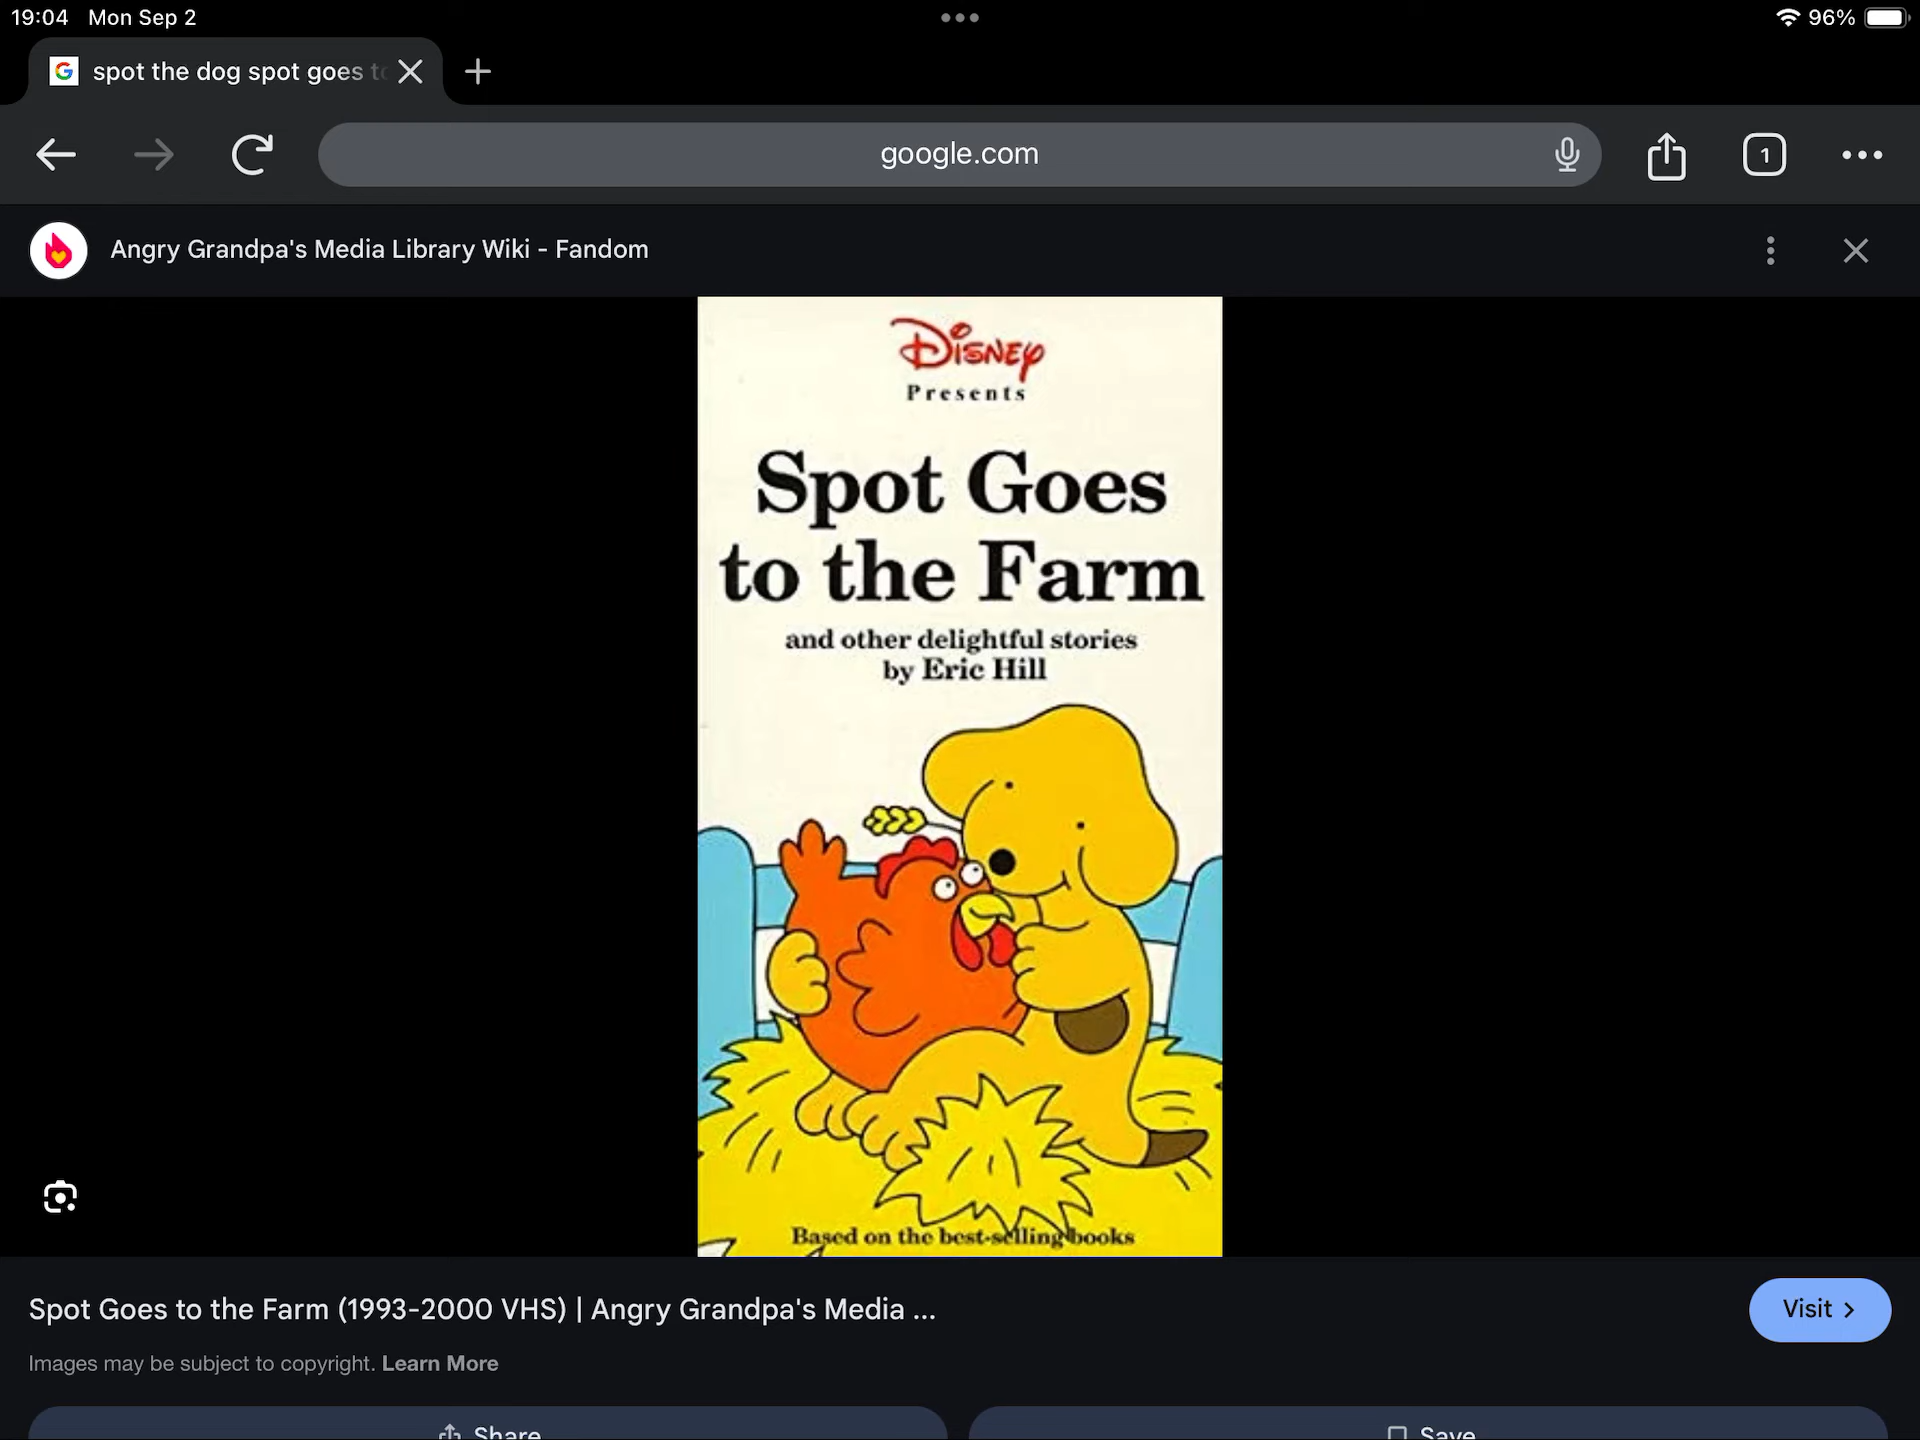 19:04 Mon Sep 2
96%
spot the dog spot goes to
google.com
1
Angry Grandpa's Media Library Wiki - Fandom
Disney
Presents
Spot Goes
to the Farm
and other delightful stories
by Eric Hill
Based on the best-selling books
Spot Goes to the Farm (1993-2000 VHS) | Angry Grandpa's Media ...
Visit
Images may be subject to copyright. Learn More
Share
Save